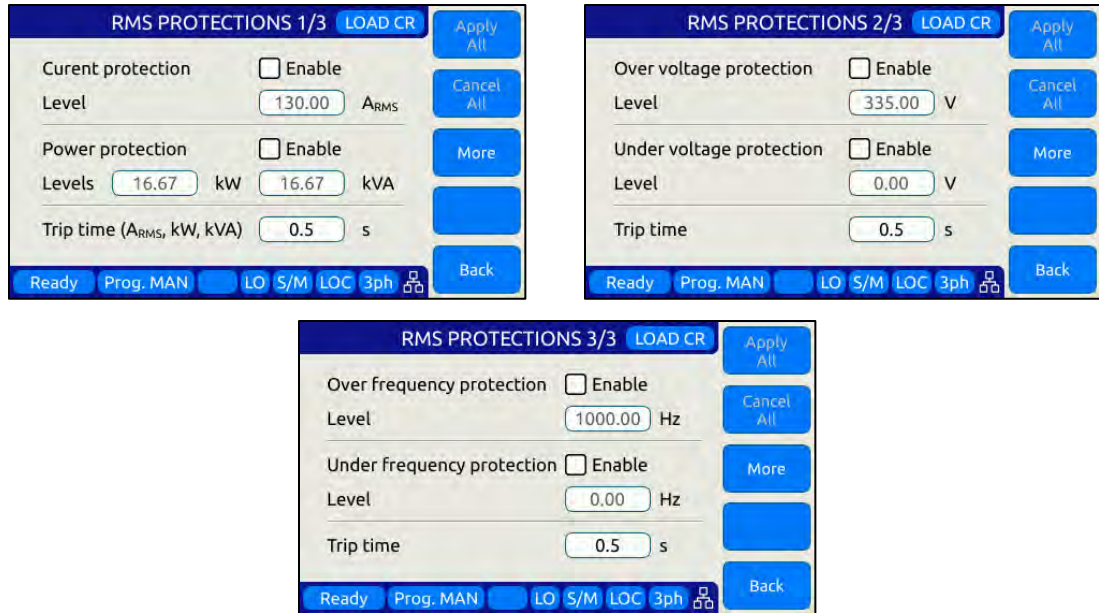 RMS PROTECTIONS 1/3 LOAD CR
Apply All
Curent protection Enable
Level 130.00 ARMS
Cancel All
Power protection Enable
More
Levels 16.67 kW 16.67 kVA
Trip time (ARMS, kW, kVA) 0.5 s
Back
Ready Prog. MAN LO S/M LOC 3ph
RMS PROTECTIONS 2/3 LOAD CR
Apply All
Over voltage protection Enable
Level 335.00 V
Cancel All
Under voltage protection Enable
More
Level 0.00 V
Trip time 0.5 s
Back
Ready Prog. MAN LO S/M LOC 3ph
RMS PROTECTIONS 3/3 LOAD CR
Apply All
Over frequency protection Enable
Level 1000.00 Hz
Cancel All
Under frequency protection Enable
More
Level 0.00 Hz
Trip time 0.5 s
Back
Ready Prog. MAN LO S/M LOC 3ph